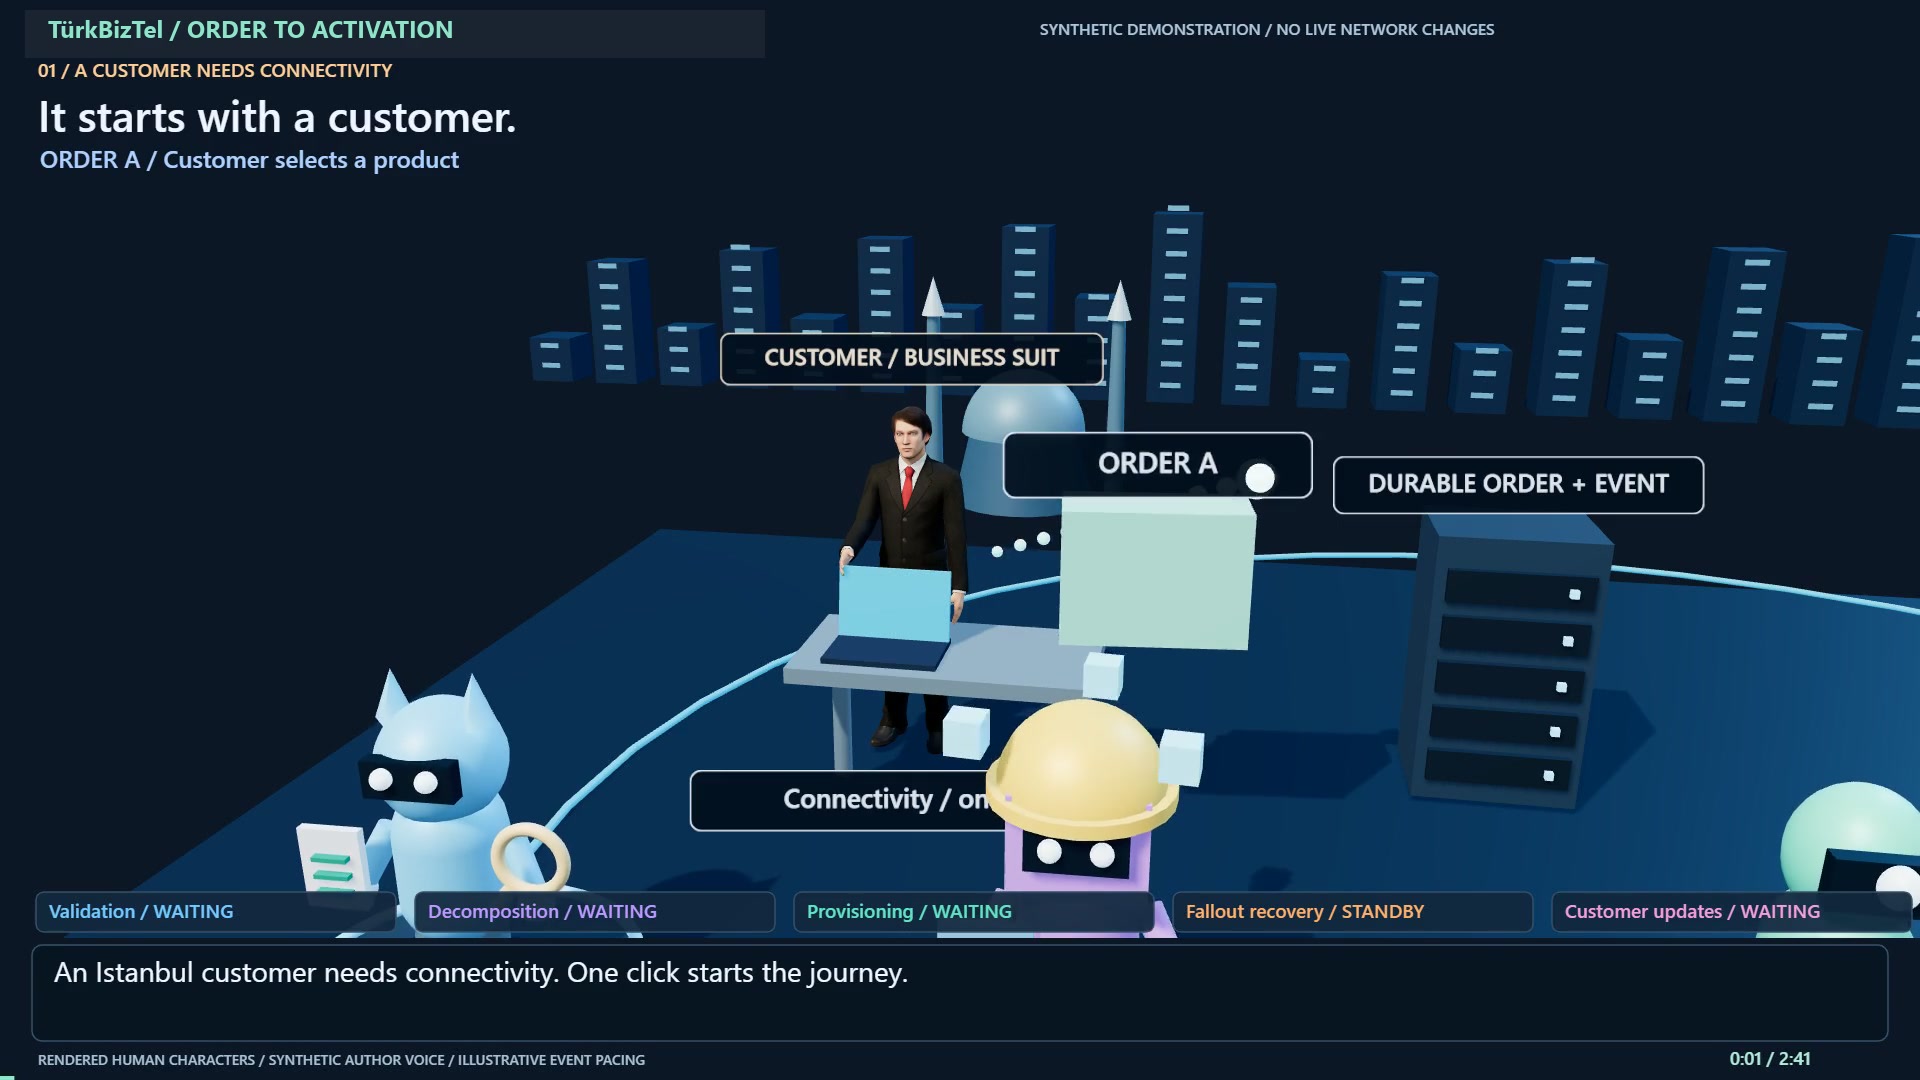 TürkBizTel / ORDER TO ACTIVATION
SYNTHETIC DEMONSTRATION / NO LIVE NETWORK CHANGES
01 / A CUSTOMER NEEDS CONNECTIVITY
It starts with a customer.
ORDER A / Customer selects a product
CUSTOMER / BUSINESS SUIT
ORDER A
DURABLE ORDER + EVENT
Connectivity /
Validation / WAITING
Decomposition / WAITING
Provisioning / WAITING
Fallout recovery / STANDBY
Customer updates / WAITING
An Istanbul customer needs connectivity. One click starts the journey.
RENDERED HUMAN CHARACTERS / SYNTHETIC AUTHOR VOICE / ILLUSTRATIVE EVENT PACING
0:01 / 2:41